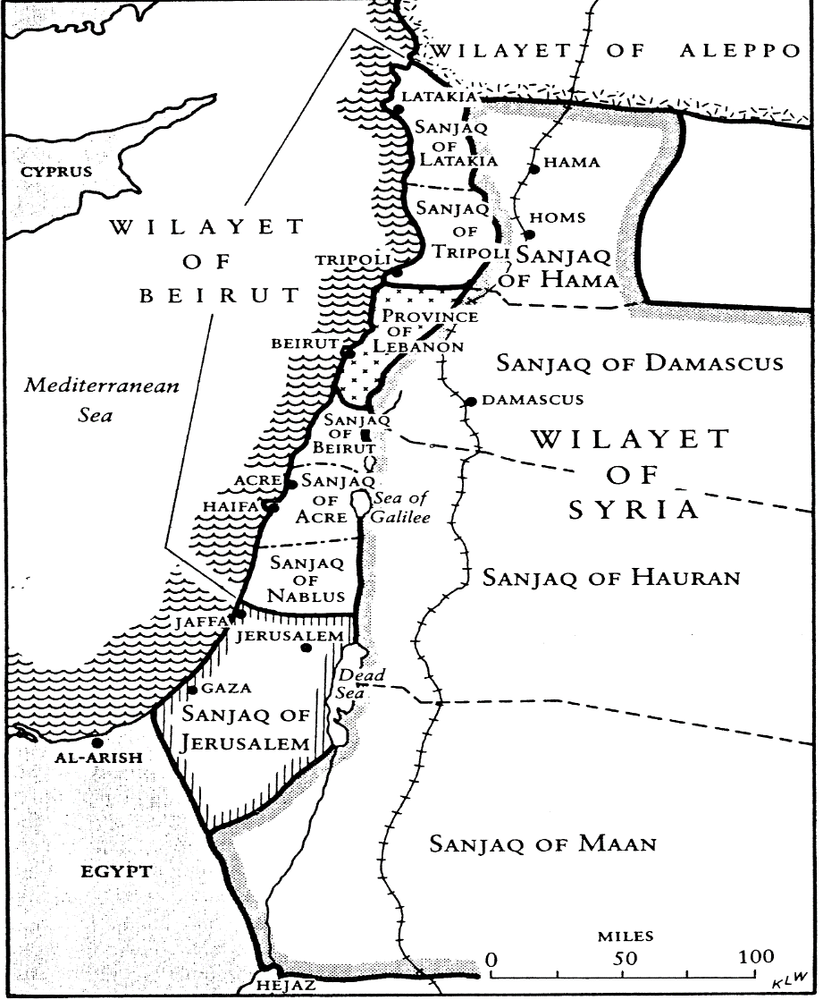 WILAYET OF ALEPPO
LATAKIA
SANJAQ
OF
LATAKIA
HAMA
CYPRUS
SANJAQ
OF
TRIPOLI
HOMS
WILAYET
OF
BEIRUT
SANJAQ
OF HAMA
TRIPOLI
PROVINCE
OF
LEBANON
BEIRUT
SANJAQ OF DAMASCUS
Mediterranean
Sea
DAMASCUS
SANJAQ
OF
BEIRUT
WILAYET
OF
SYRIA
ACRE
SANJAQ
OF
ACRE
HAIFA
Sea of
Galilee
SANJAQ
OF
NABLUS
SANJAQ OF HAURAN
JAFFA
JERUSALEM
Dead
Sea
GAZA
SANJAQ OF
JERUSALEM
AL-ARISH
SANJAQ OF MAAN
EGYPT
MILES
0 50 100
HEJAZ
KLW